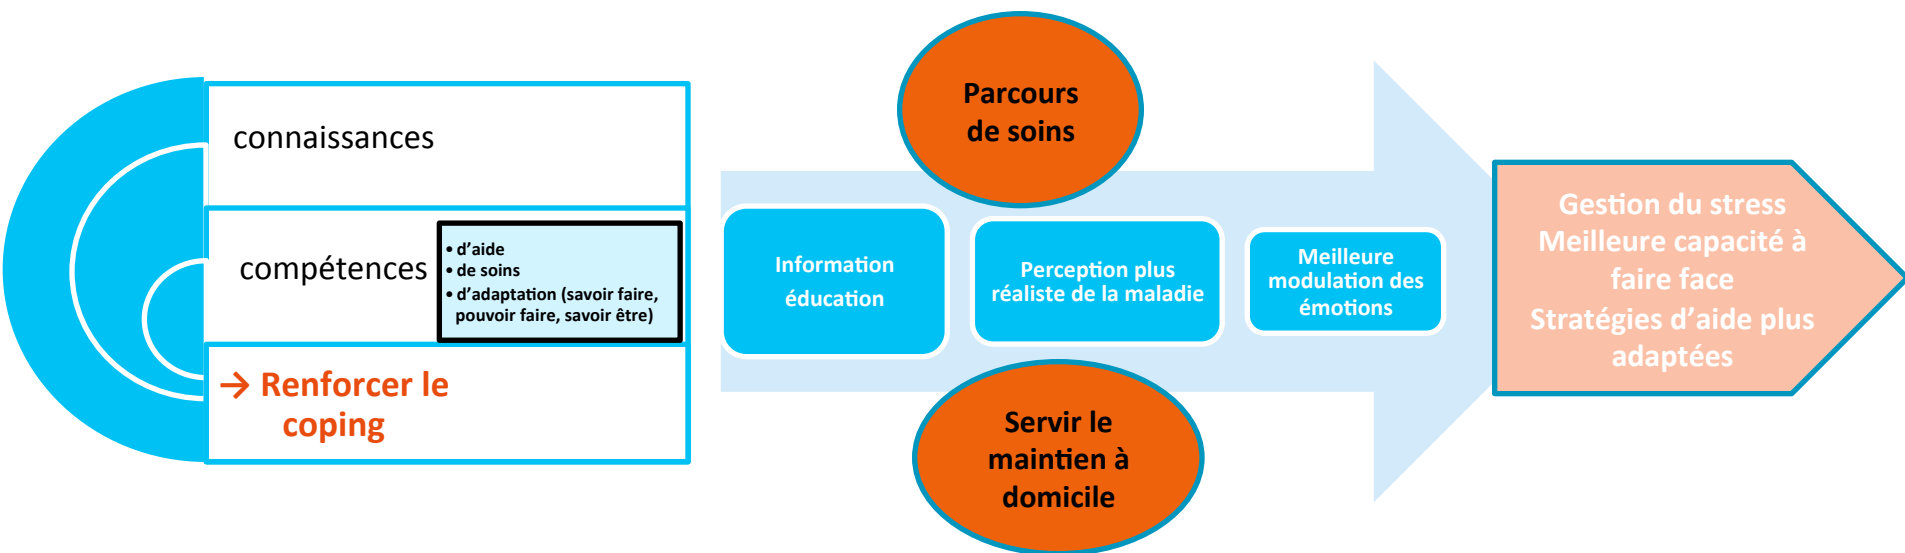 connaissances
compétences
• d’aide
• de soins
• d’adaptation (savoir faire,
pouvoir faire, savoir être)
→ Renforcer le
coping
Parcours
de soins
Information
éducation
Perception plus
réaliste de la maladie
Meilleure
modulation des
émotions
Servir le
maintien à
domicile
Gestion du stress
Meilleure capacité à
faire face
Stratégies d’aide plus
adaptées